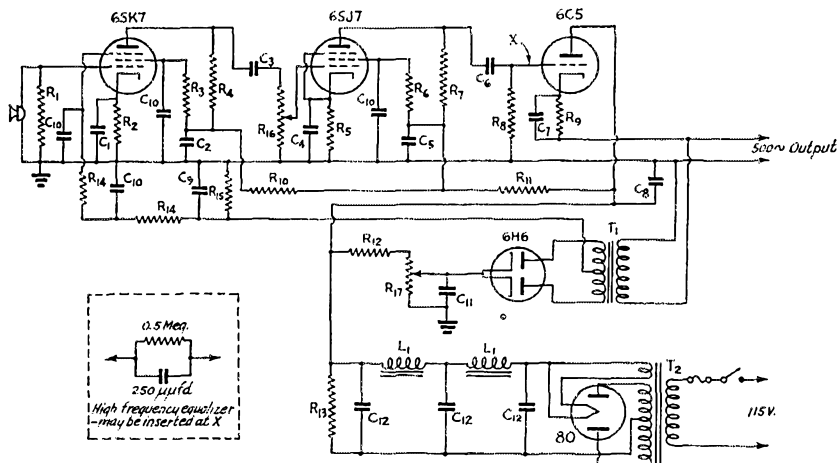 6SK7
6SJ7
6C5
X
C3
C6
R1
C10
C1
R2
C10
R3
R4
C2
R16
C4
R5
C10
R6
R7
C5
R8
C7
R9
500~ Output
R14
C10
C9
R15
R10
R11
C8
R14
T1
6H6
R12
R17
C11
0.5 Meg.
250 µµfd
High frequency equalizer
-may be inserted at X
L1
L1
T2
R13
C12
C12
C12
80
115V.